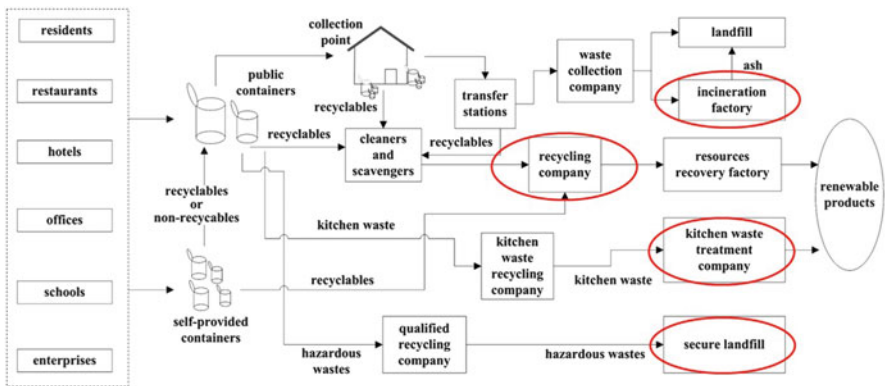 residents
restaurants
hotels
offices
schools
enterprises
public
containers
recyclables
or
non-recycables
self-provided
containers
collection
point
recyclables
recyclables
kitchen waste
recyclables
hazardous
wastes
cleaners
and
scavengers
transfer
stations
recyclables
waste
collection
company
landfill
ash
incineration
factory
recycling
company
resources
recovery factory
renewable
products
kitchen
waste
recycling
company
kitchen waste
kitchen waste
treatment
company
qualified
recycling
company
hazardous wastes
secure landfill